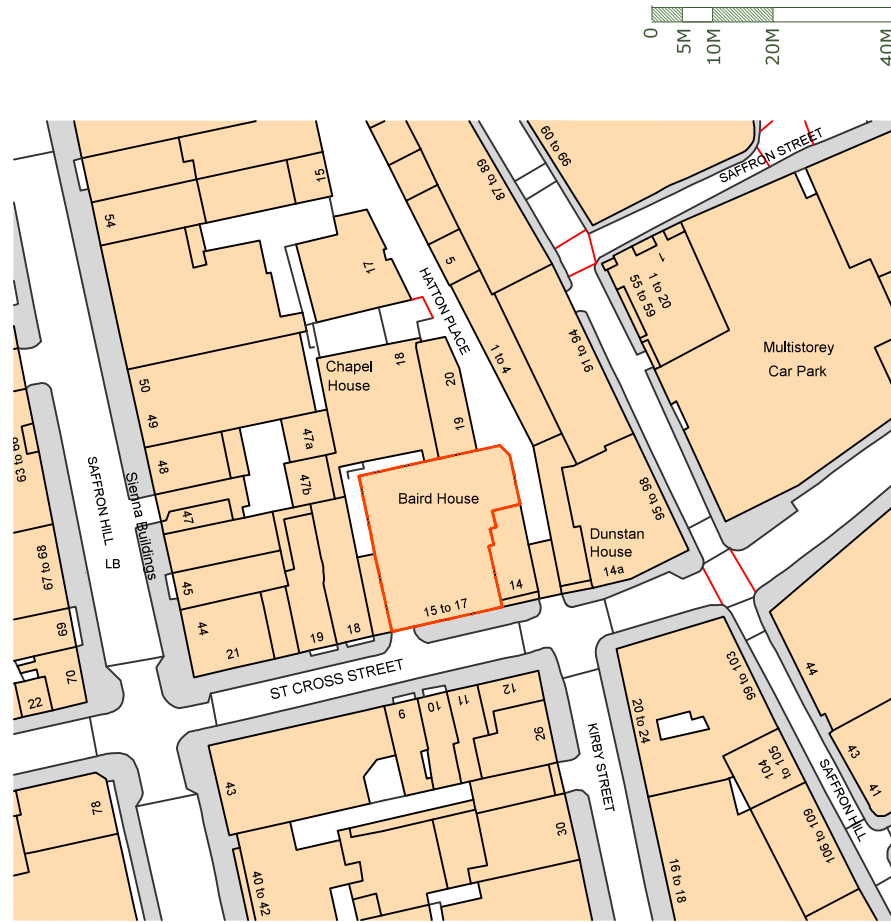 0
5M
10M
20M
40M
SAFFRON STREET
99 to 09
87 to 89
15
54
17
5
HATTON PLACE
1
1 to 20
55 to 59
1 to 4
91 to 94
Multistorey
Car Park
18
Chapel
House
20
19
50
49
48
47a
47b
47
63 to
SAFFRON HILL
Sienna Buildings
LB
67 to 68
45
44
69
70
22
21
19
18
Baird House
15 to 17
14
Dunstan
House
14a
95 to 98
ST CROSS STREET
9
10
11
12
26
KIRBY STREET
20 to 24
99 to 103
44
43
41
SAFFRON HILL
104
to 105
106 to 109
43
78
40 to 42
30
16 to 18